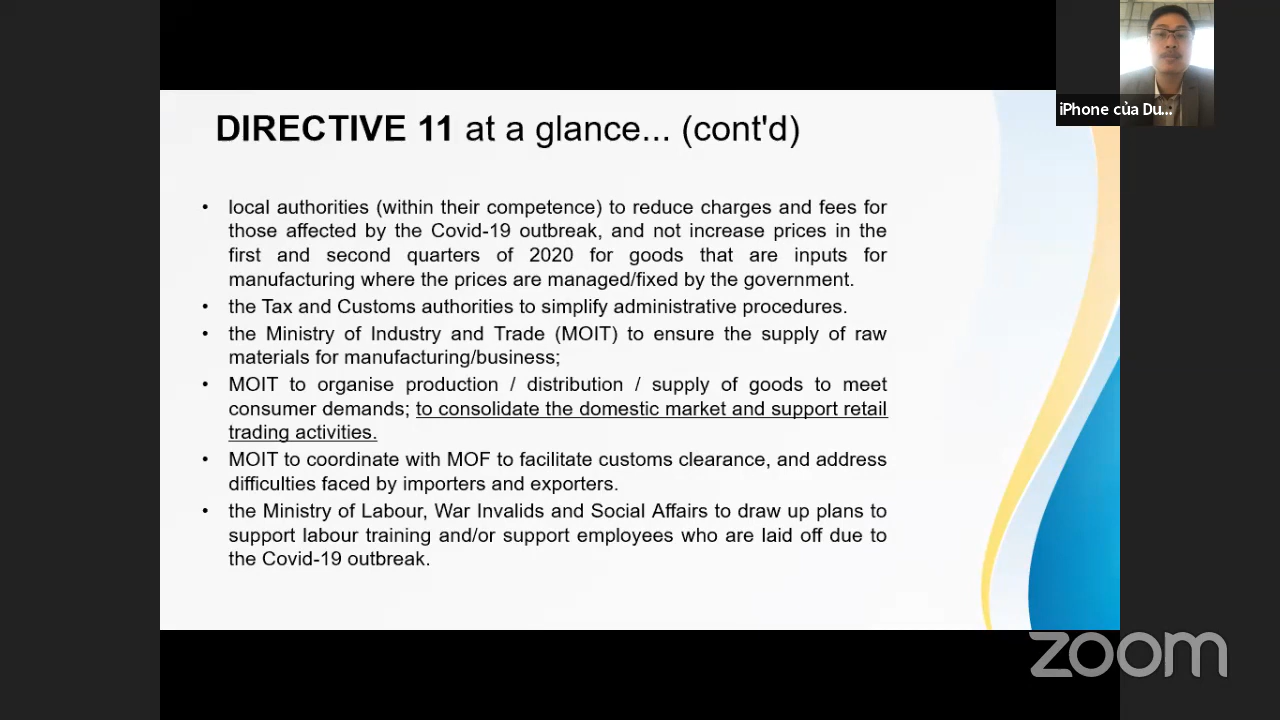 iPhone của Du...
DIRECTIVE 11 at a glance... (cont'd)
• local authorities (within their competence) to reduce charges and fees for
those affected by the Covid-19 outbreak, and not increase prices in the
first and second quarters of 2020 for goods that are inputs for
manufacturing where the prices are managed/fixed by the government.
• the Tax and Customs authorities to simplify administrative procedures.
• the Ministry of Industry and Trade (MOIT) to ensure the supply of raw
materials for manufacturing/business;
• MOIT to organise production / distribution / supply of goods to meet
consumer demands; to consolidate the domestic market and support retail
trading activities.
• MOIT to coordinate with MOF to facilitate customs clearance, and address
difficulties faced by importers and exporters.
• the Ministry of Labour, War Invalids and Social Affairs to draw up plans to
support labour training and/or support employees who are laid off due to
the Covid-19 outbreak.
zoom